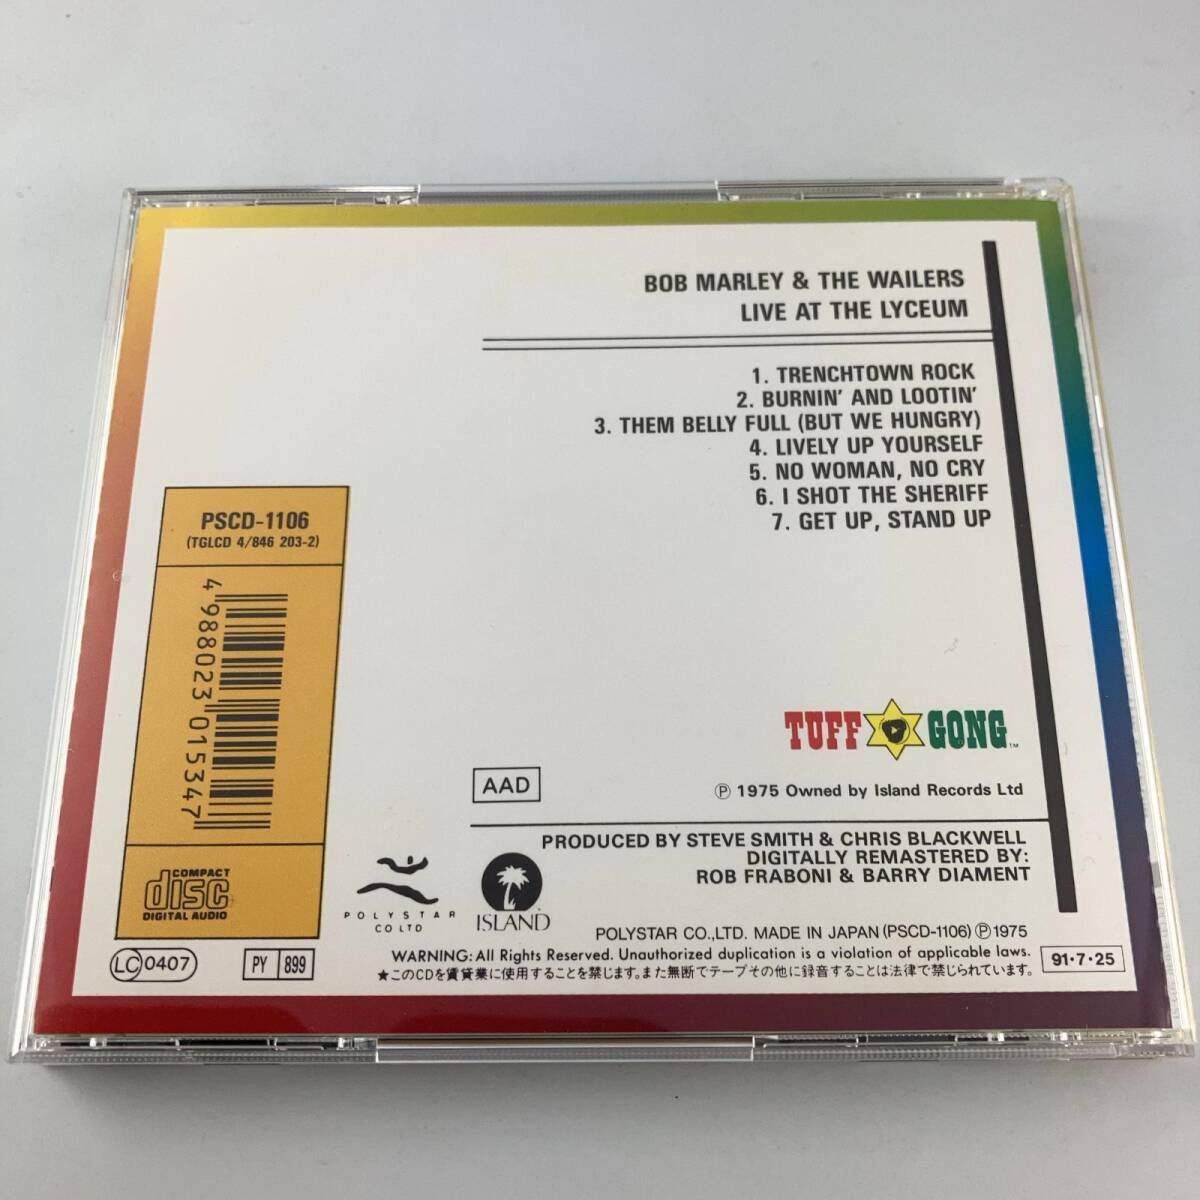 BOB MARLEY & THE WAILERS
LIVE AT THE LYCEUM
1. TRENCHTOWN ROCK
2. BURNIN' AND LOOTIN'
3. THEM BELLY FULL (BUT WE HUNGRY)
4. LIVELY UP YOURSELF
5. NO WOMAN, NO CRY
6. I SHOT THE SHERIFF
7. GET UP, STAND UP
PSCD-1106
(TGLCD 4/846 203-2)
4 988023 015347
COMPACT
disc
DIGITAL AUDIO
TUFF GONG™
AAD
Ⓟ 1975 Owned by Island Records Ltd
PRODUCED BY STEVE SMITH & CHRIS BLACKWELL
DIGITALLY REMASTERED BY:
ROB FRABONI & BARRY DIAMENT
POLYSTAR
CO LTD
ISLAND
POLYSTAR CO.,LTD. MADE IN JAPAN (PSCD-1106) Ⓟ1975
LC 0407
PY 899
WARNING: All Rights Reserved. Unauthorized duplication is a violation of applicable laws.
★このCDを賃貸業に使用することを禁じます。また無断でテープその他に録音することは法律で禁じられています。
91・7・25